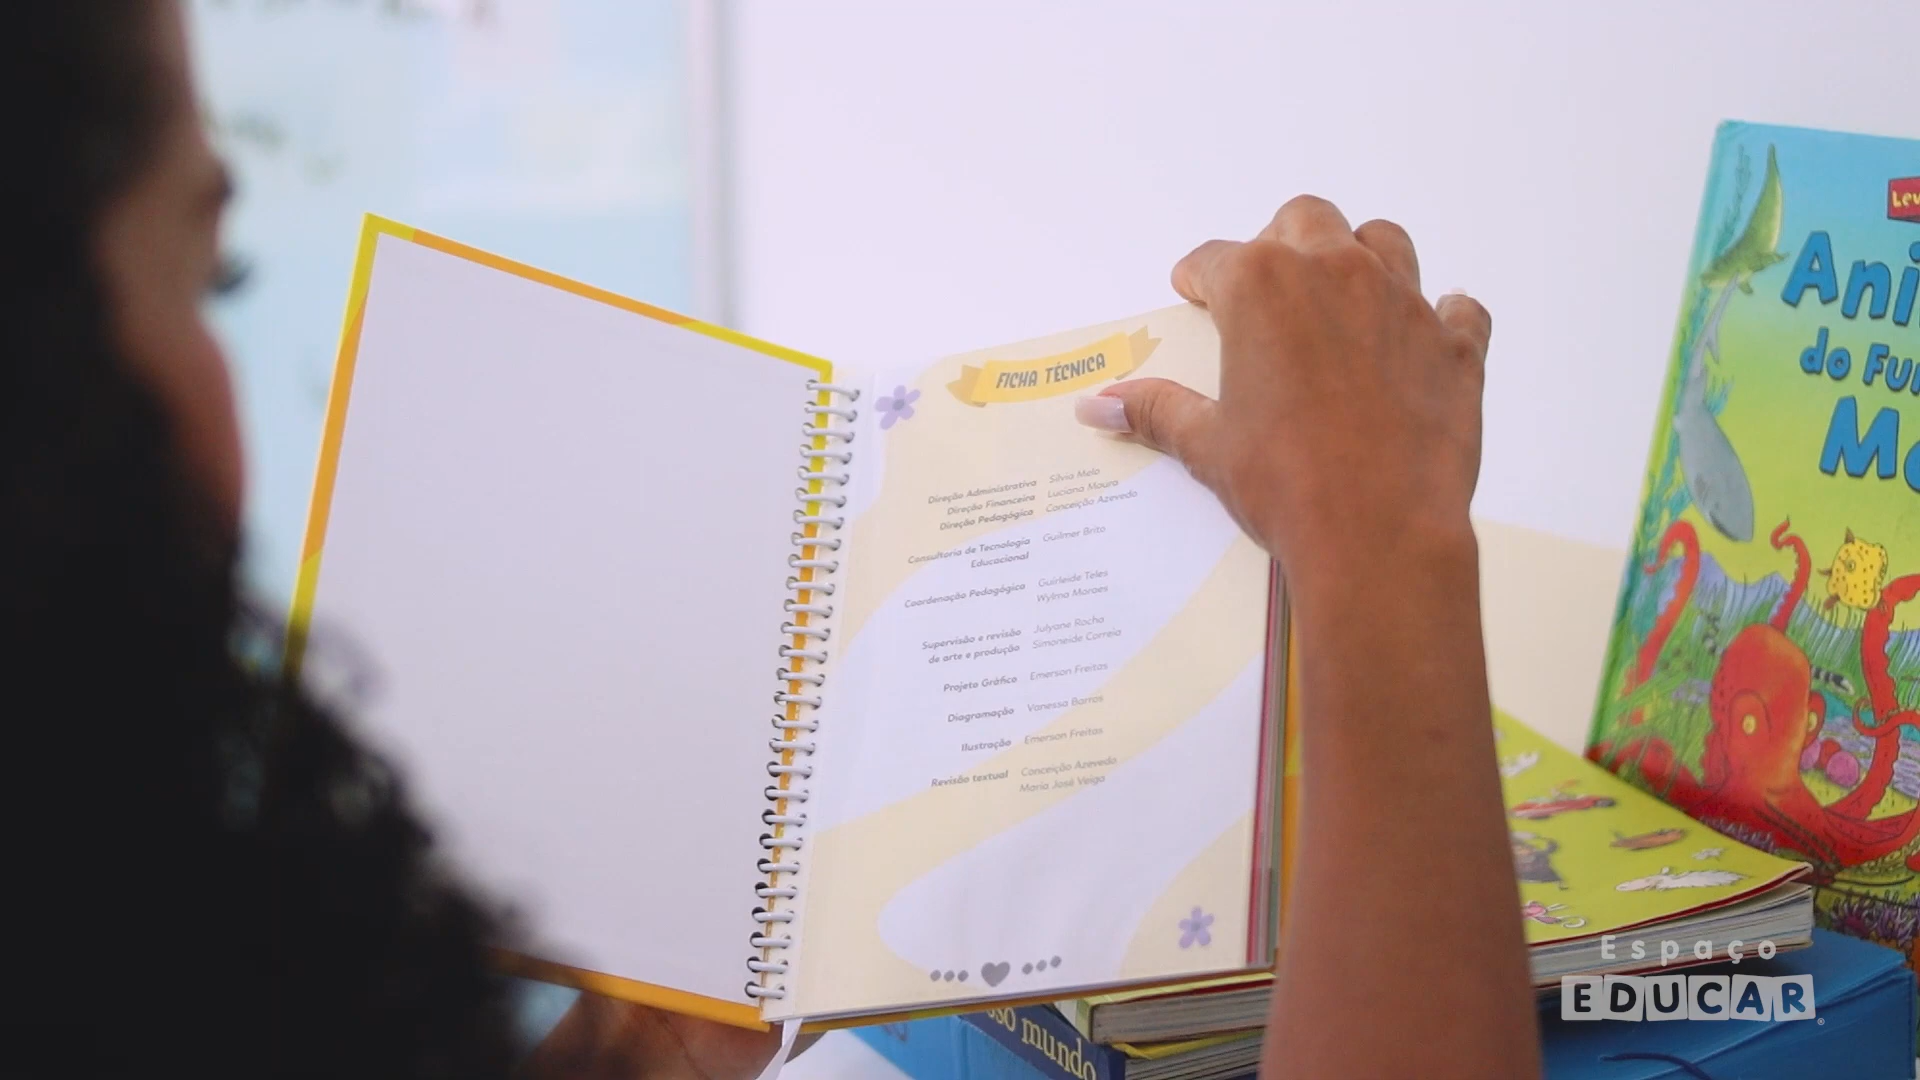 FICHA TÉCNICA
Direção Administrativa Silvia Melo
Direção Financeira Luciana Moura
Direção Pedagógica Conceição Azevedo
Consultoria de Tecnologia Guilmer Brito
Educacional
Coordenação Pedagógica Guirleide Teles
Wylma Moraes
Supervisão e revisão Julyane Rocha
de arte e produção Simoneide Correia
Projeto Gráfico Emerson Freitas
Diagramação Vanessa Barros
Ilustração Emerson Freitas
Revisão textual Conceição Azevedo
Maria José Veiga
Lev
Ani
do Fu
M
sso mundo
Espaço
EDUCAR®